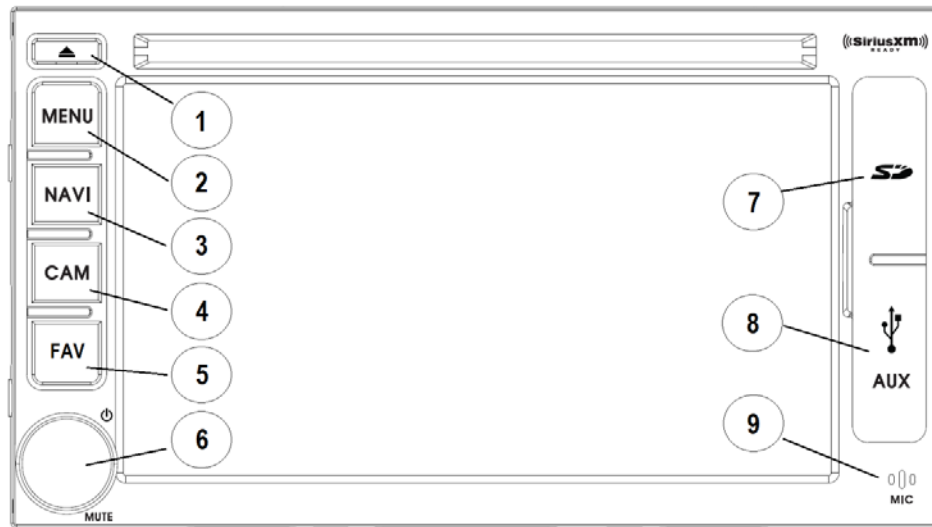 ((SiriusXM))
READY
MENU
1
2
NAVI
3
CAM
4
FAV
5
6
MUTE
7
8
AUX
9
MIC